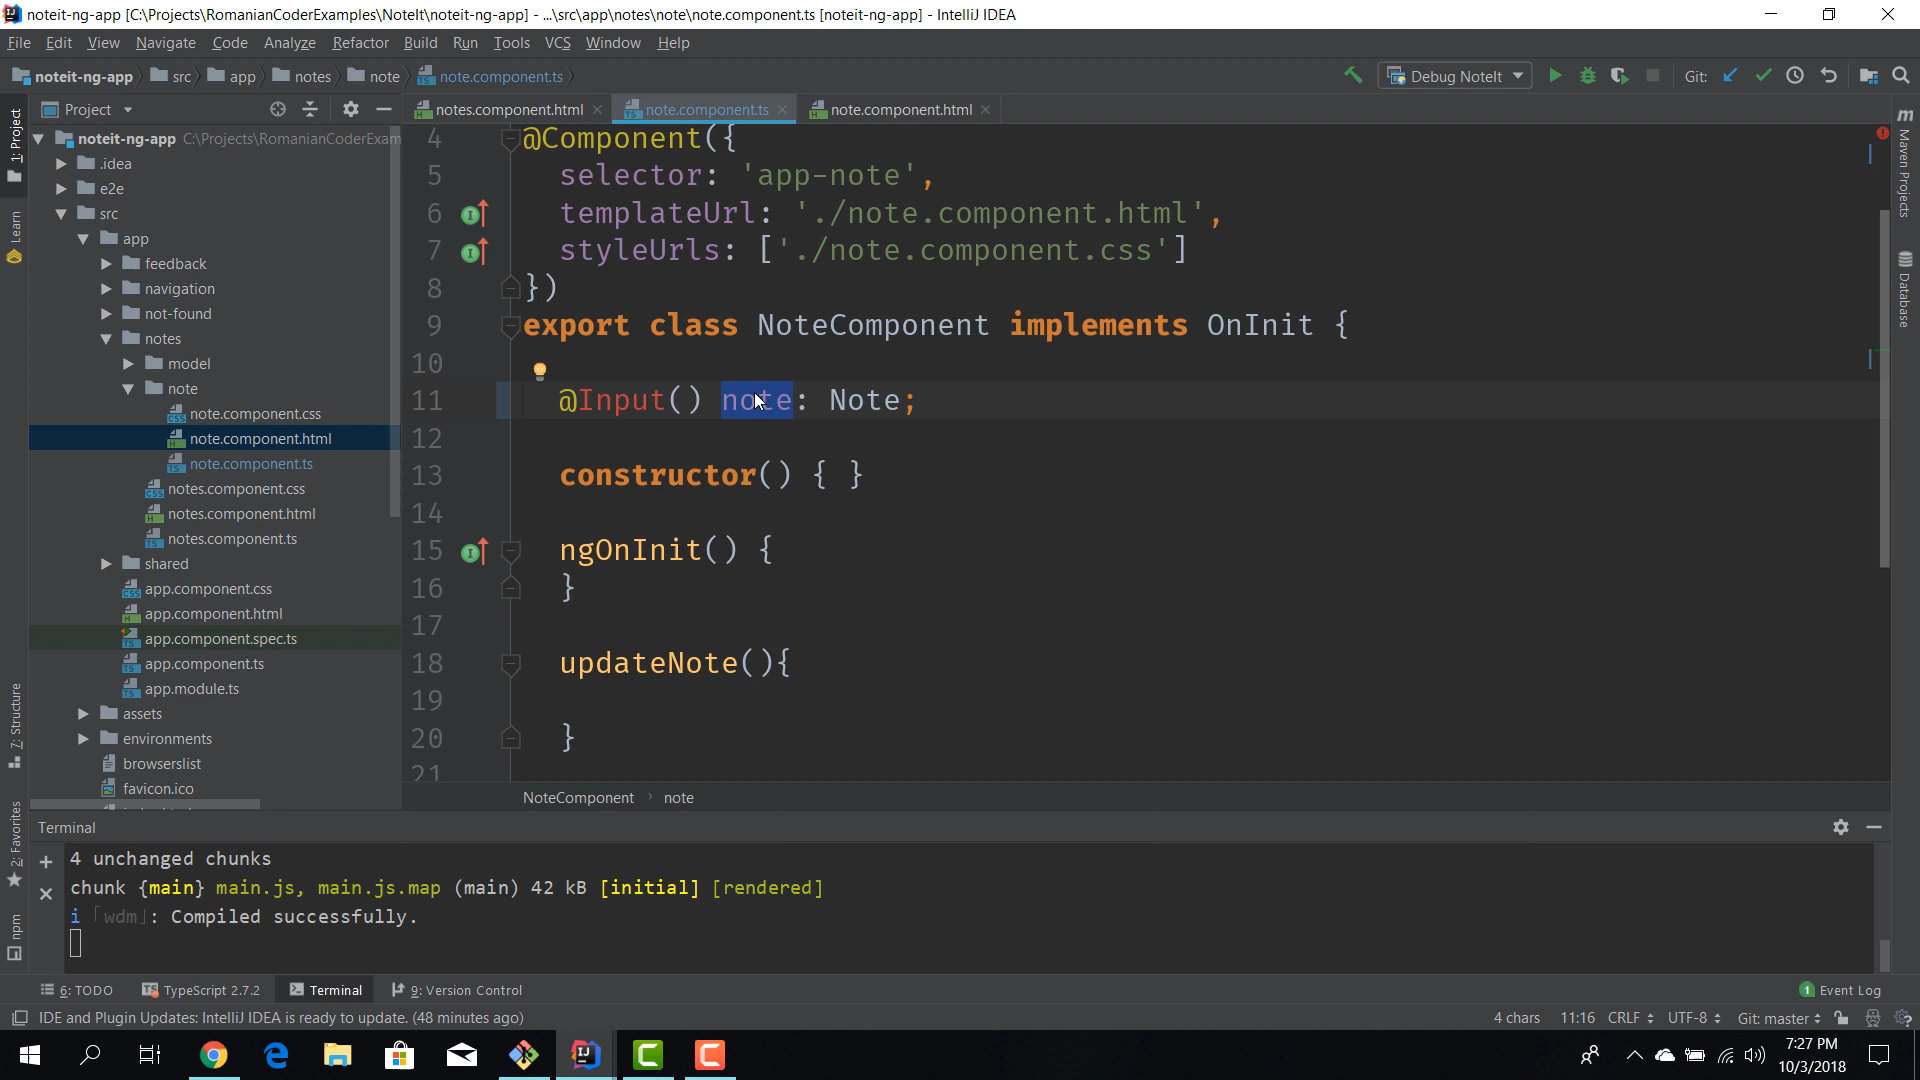 noteit-ng-app [C:\Projects\RomanianCoderExamples\NoteIt\noteit-ng-app] - ...\src\app\notes\note\note.component.ts [noteit-ng-app] - IntelliJ IDEA
File Edit View Navigate Code Analyze Refactor Build Run Tools VCS Window Help
noteit-ng-app src app notes note note.component.ts Debug NoteIt Git:
Project notes.component.html note.component.ts note.component.html
noteit-ng-app C:\Projects\RomanianCoderExam
.idea
e2e
src
app
feedback
navigation
not-found
notes
model
note
note.component.css
note.component.html
note.component.ts
notes.component.css
notes.component.html
notes.component.ts
shared
app.component.css
app.component.html
app.component.spec.ts
app.component.ts
app.module.ts
assets
environments
browserslist
favicon.ico
4 @Component({
5 selector: 'app-note',
6 templateUrl: './note.component.html',
7 styleUrls: ['./note.component.css']
8 })
9 export class NoteComponent implements OnInit {
10
11 @Input() note: Note;
12
13 constructor() { }
14
15 ngOnInit() {
16 }
17
18 updateNote(){
19
20 }
21
NoteComponent › note
1: Project
Learn
7: Structure
2: Favorites
npm
Maven Projects
Database
Terminal
4 unchanged chunks
chunk {main} main.js, main.js.map (main) 42 kB [initial] [rendered]
i 「wdm」: Compiled successfully.
6: TODO TypeScript 2.7.2 Terminal 9: Version Control 1 Event Log
IDE and Plugin Updates: IntelliJ IDEA is ready to update. (48 minutes ago) 4 chars 11:16 CRLF UTF-8 Git: master
7:27 PM
10/3/2018